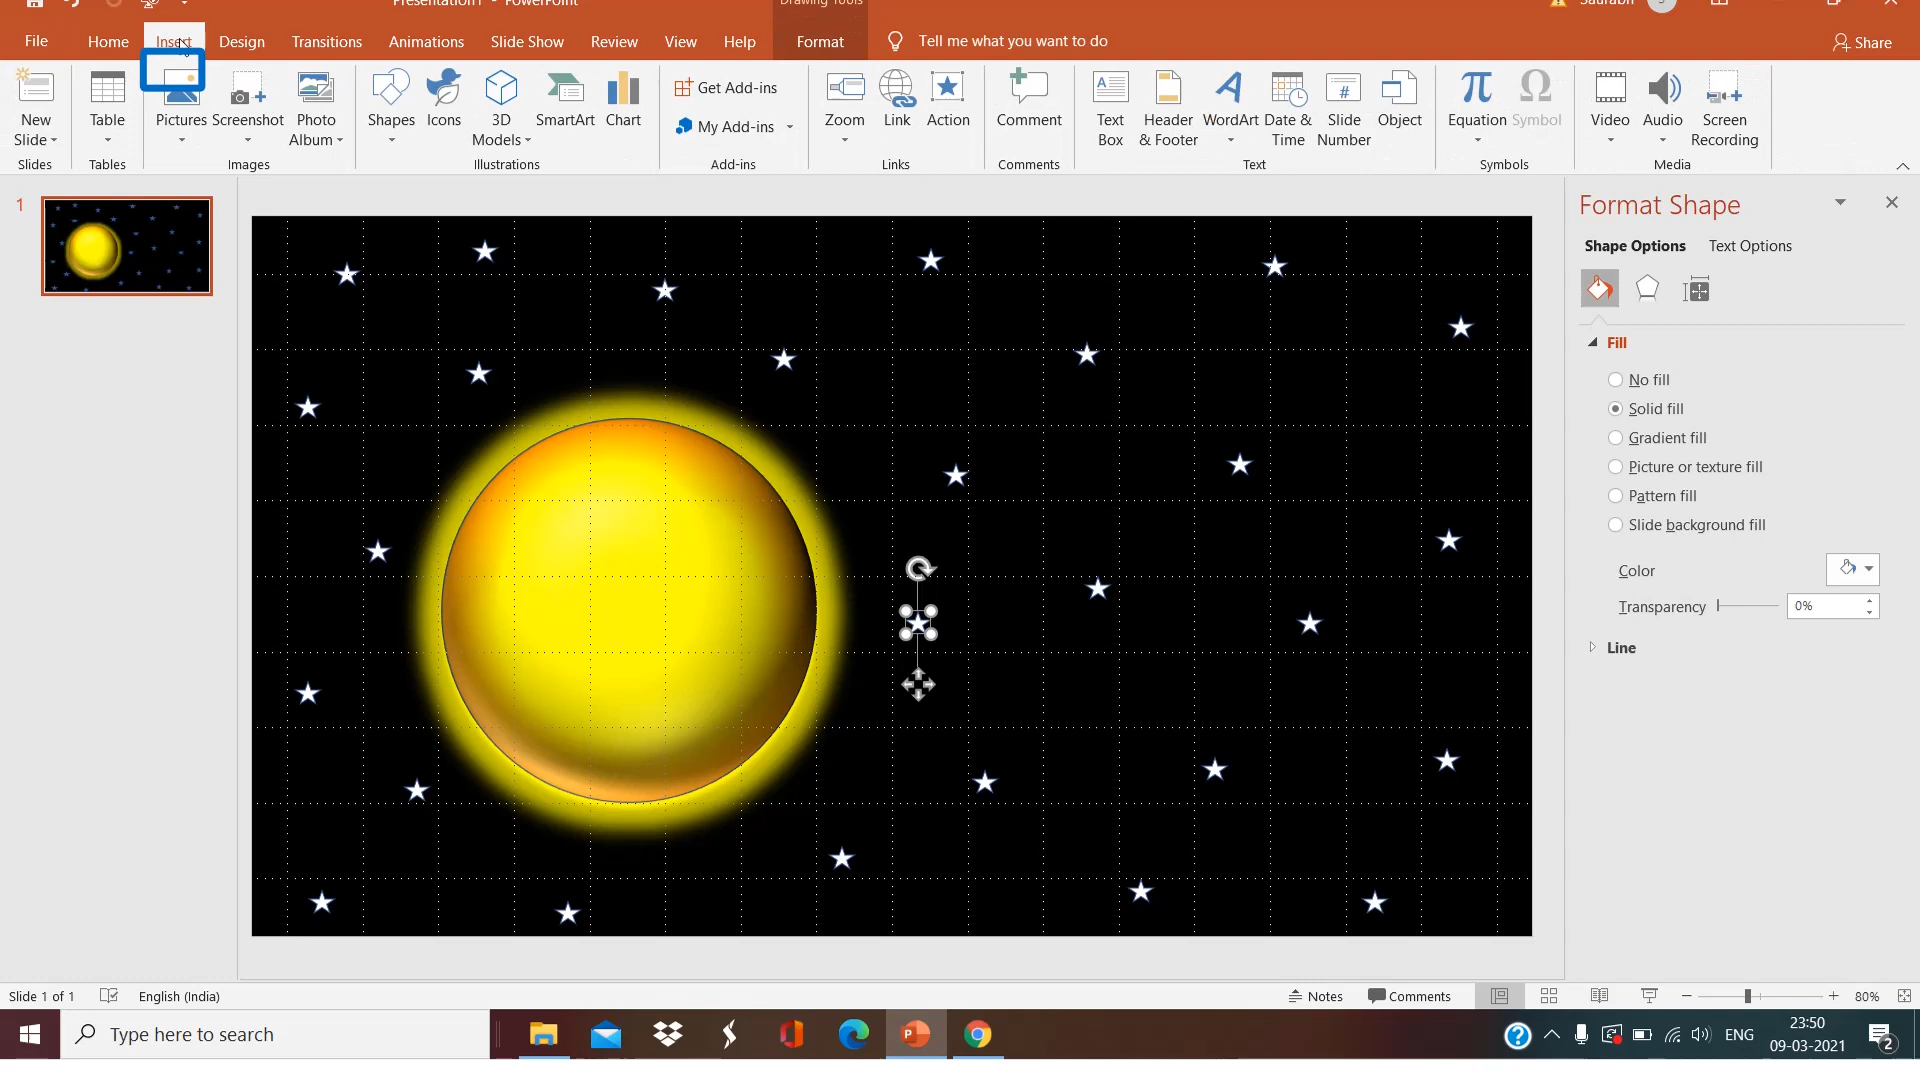 Presentation1 - PowerPoint
Drawing Tools
Saurabh
File Home Insert Design Transitions Animations Slide Show Review View Help Format Tell me what you want to do Share
New Slide
Table
Pictures
Screenshot
Photo Album
Shapes
Icons
3D Models
SmartArt
Chart
Get Add-ins
My Add-ins
Zoom
Link
Action
Comment
Text Box
Header & Footer
WordArt
Date & Time
Slide Number
Object
Equation
Symbol
Video
Audio
Screen Recording
Slides Tables Images Illustrations Add-ins Links Comments Text Symbols Media
1
Format Shape
Shape Options Text Options
Fill
No fill
Solid fill
Gradient fill
Picture or texture fill
Pattern fill
Slide background fill
Color
Transparency 0%
Line
Slide 1 of 1 English (India) Notes Comments 80%
Type here to search
ENG
23:50
09-03-2021
2